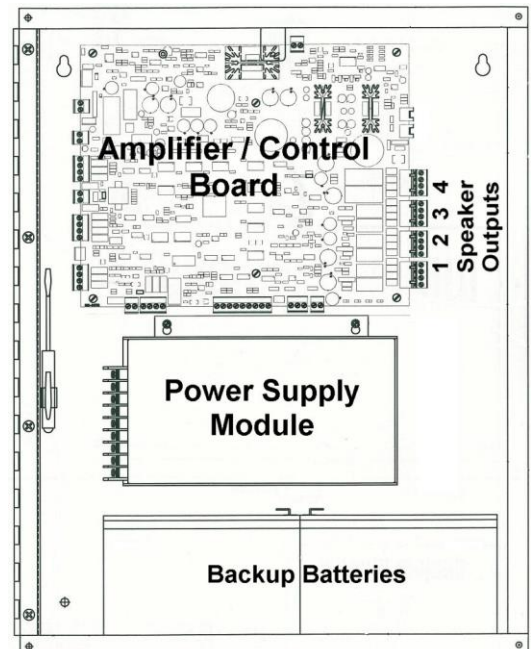 Amplifier / Control
Board
1 2 3 4
Speaker
Outputs
Power Supply
Module
Backup Batteries